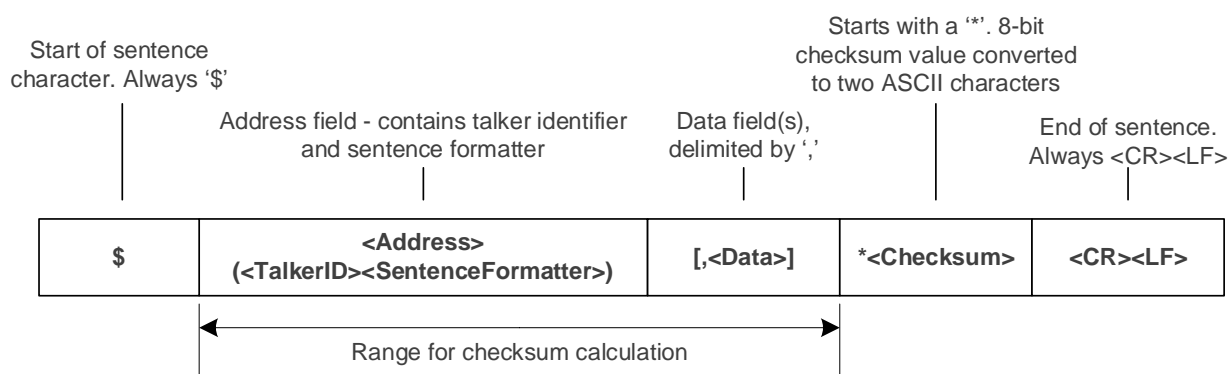 Start of sentence
character. Always ‘$’
Address field - contains talker identifier
and sentence formatter
Data field(s),
delimited by ‘,’
Starts with a ‘*’. 8-bit
checksum value converted
to two ASCII characters
End of sentence.
Always <CR><LF>
$
<Address>
(<TalkerID><SentenceFormatter>)
[,<Data>]
*<Checksum>
<CR><LF>
Range for checksum calculation